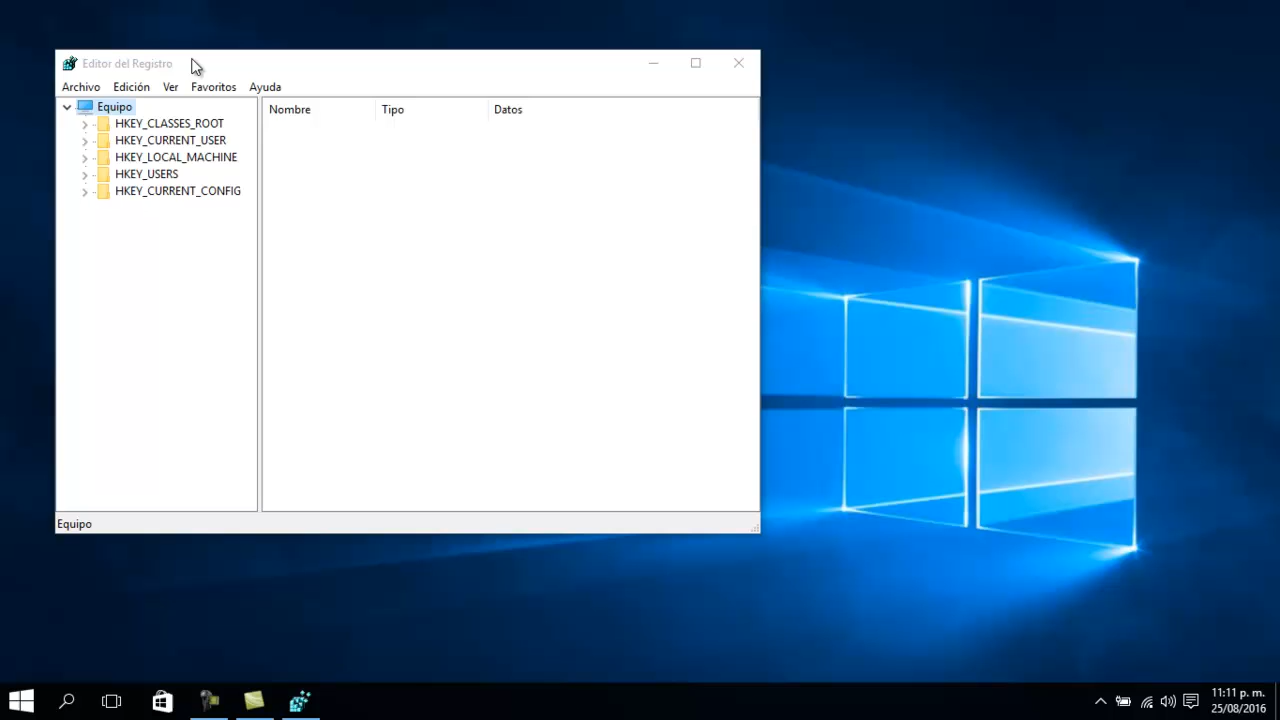 Editor del Registro
Archivo Edición Ver Favoritos Ayuda
Equipo
HKEY_CLASSES_ROOT
HKEY_CURRENT_USER
HKEY_LOCAL_MACHINE
HKEY_USERS
HKEY_CURRENT_CONFIG
Nombre Tipo Datos
Equipo
11:11 p. m.
25/08/2016